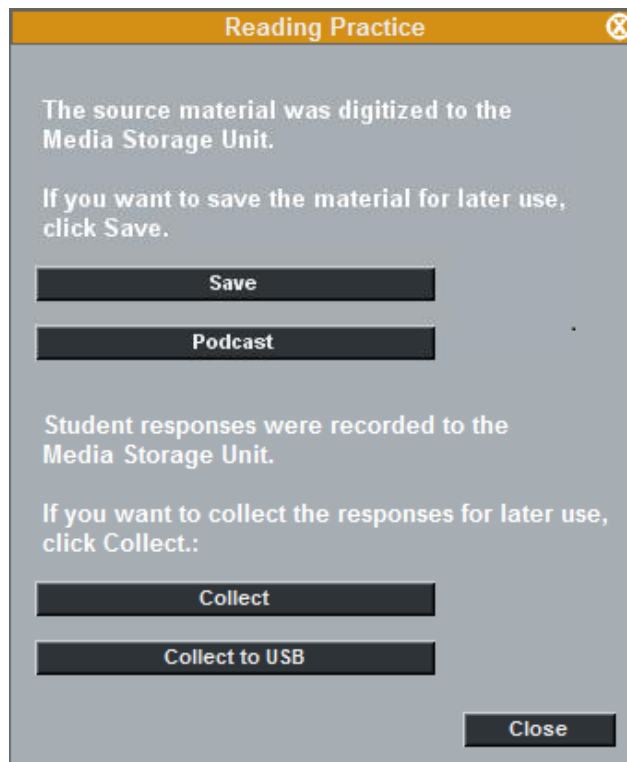 Reading Practice
The source material was digitized to the
Media Storage Unit.
If you want to save the material for later use,
click Save.
Save
Podcast
Student responses were recorded to the
Media Storage Unit.
If you want to collect the responses for later use,
click Collect.:
Collect
Collect to USB
Close